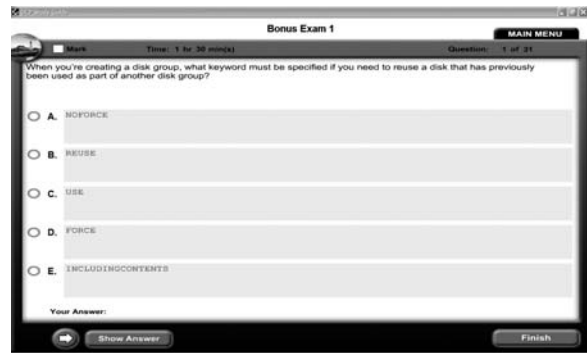 Bonus Exam 1
MAIN MENU
Mark Time: 1 hr 30 min(s) Question: 1 of 21
When you're creating a disk group, what keyword must be specified if you need to reuse a disk that has previously
been used as part of another disk group?
A. NOFORCE
B. REUSE
C. USE
D. FORCE
E. INCLUDINGCONTENTS
Your Answer:
Show Answer Finish